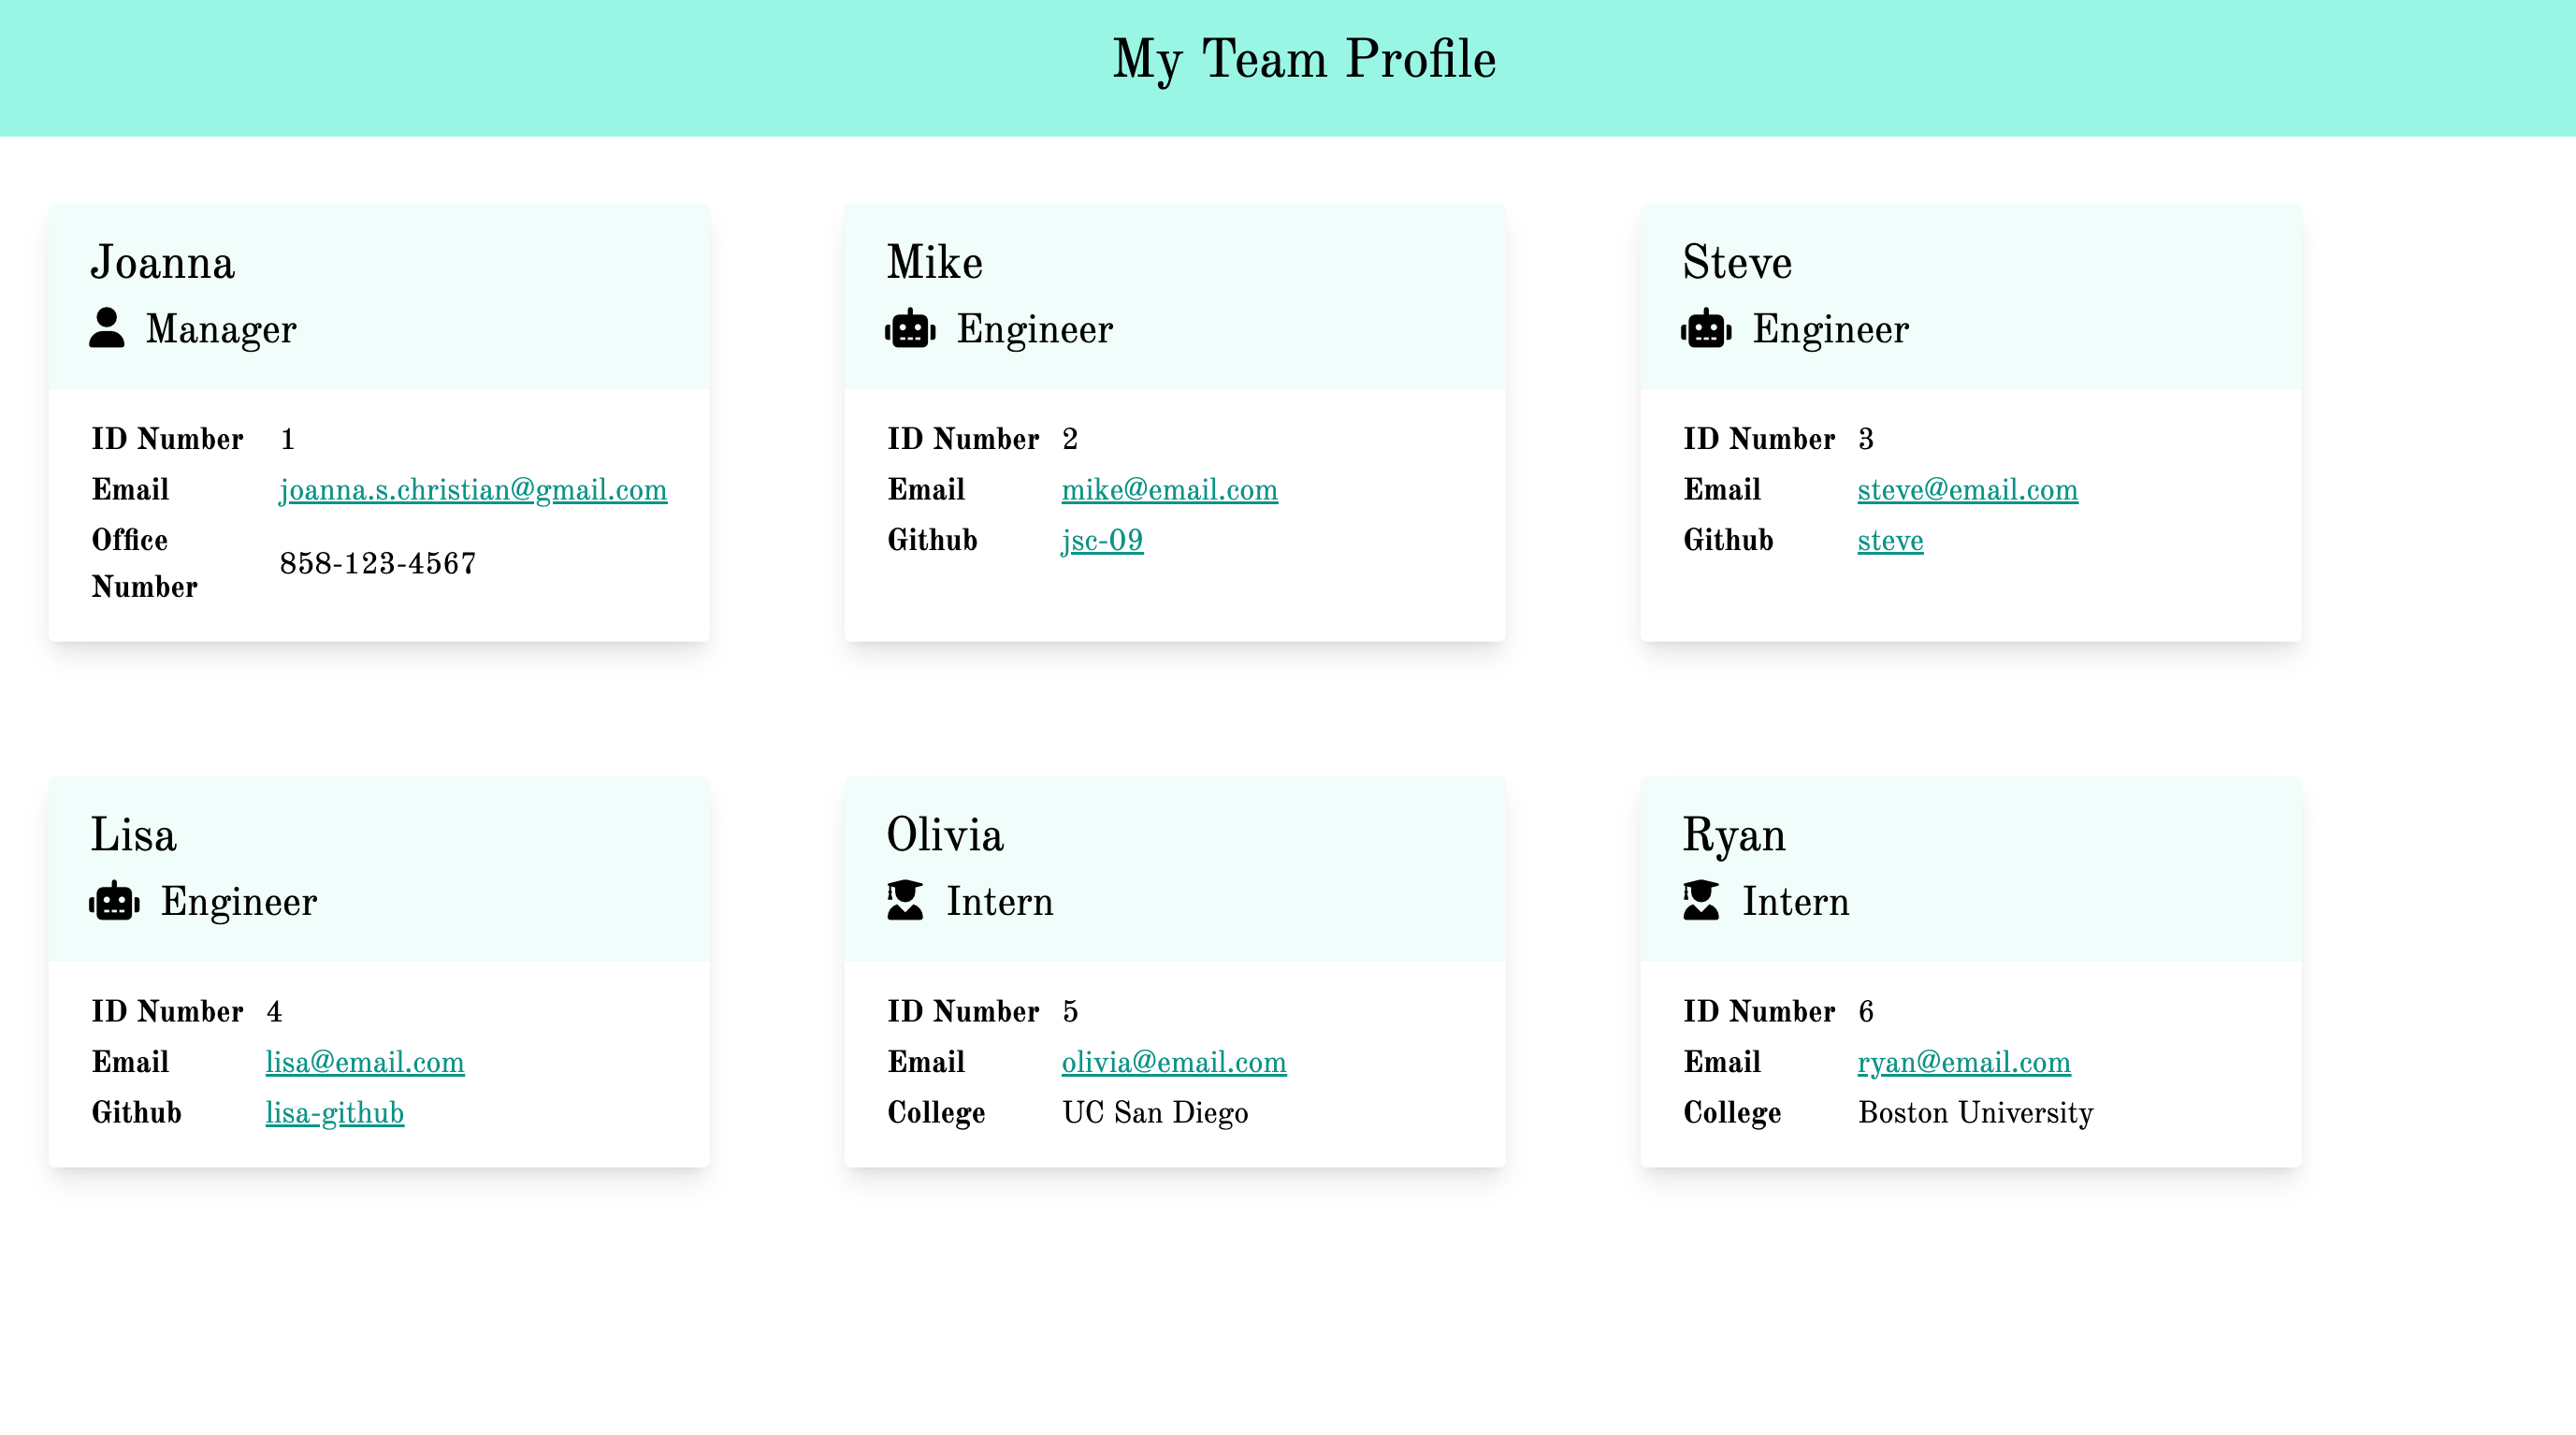 My Team Profile
Joanna
Manager
ID Number 1
Email joanna.s.christian@gmail.com
Office Number 858-123-4567
Mike
Engineer
ID Number 2
Email mike@email.com
Github jsc-09
Steve
Engineer
ID Number 3
Email steve@email.com
Github steve
Lisa
Engineer
ID Number 4
Email lisa@email.com
Github lisa-github
Olivia
Intern
ID Number 5
Email olivia@email.com
College UC San Diego
Ryan
Intern
ID Number 6
Email ryan@email.com
College Boston University